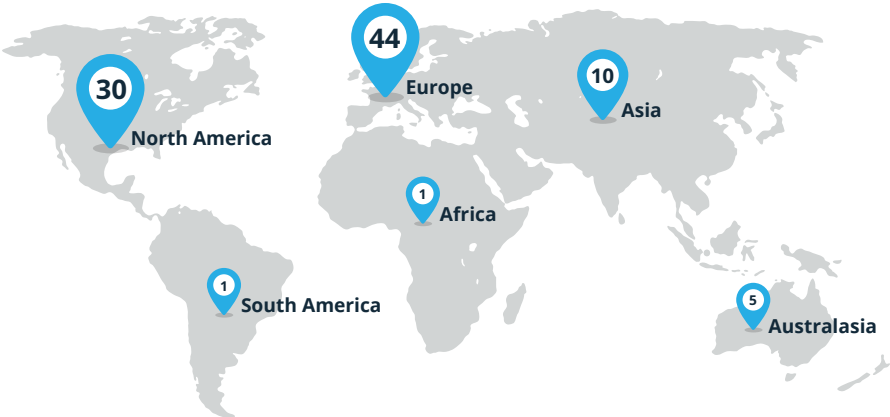 44
Europe
30
North America
10
Asia
1
Africa
1
South America
5
Australasia